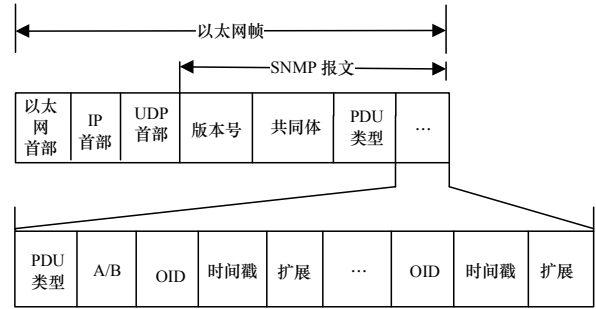 以太网帧
SNMP 报文
以太
网
首部
IP
首部
UDP
首部
版本号
共同体
PDU
类型
…
PDU
类型
A/B
OID
时间戳
扩展
…
OID
时间戳
扩展